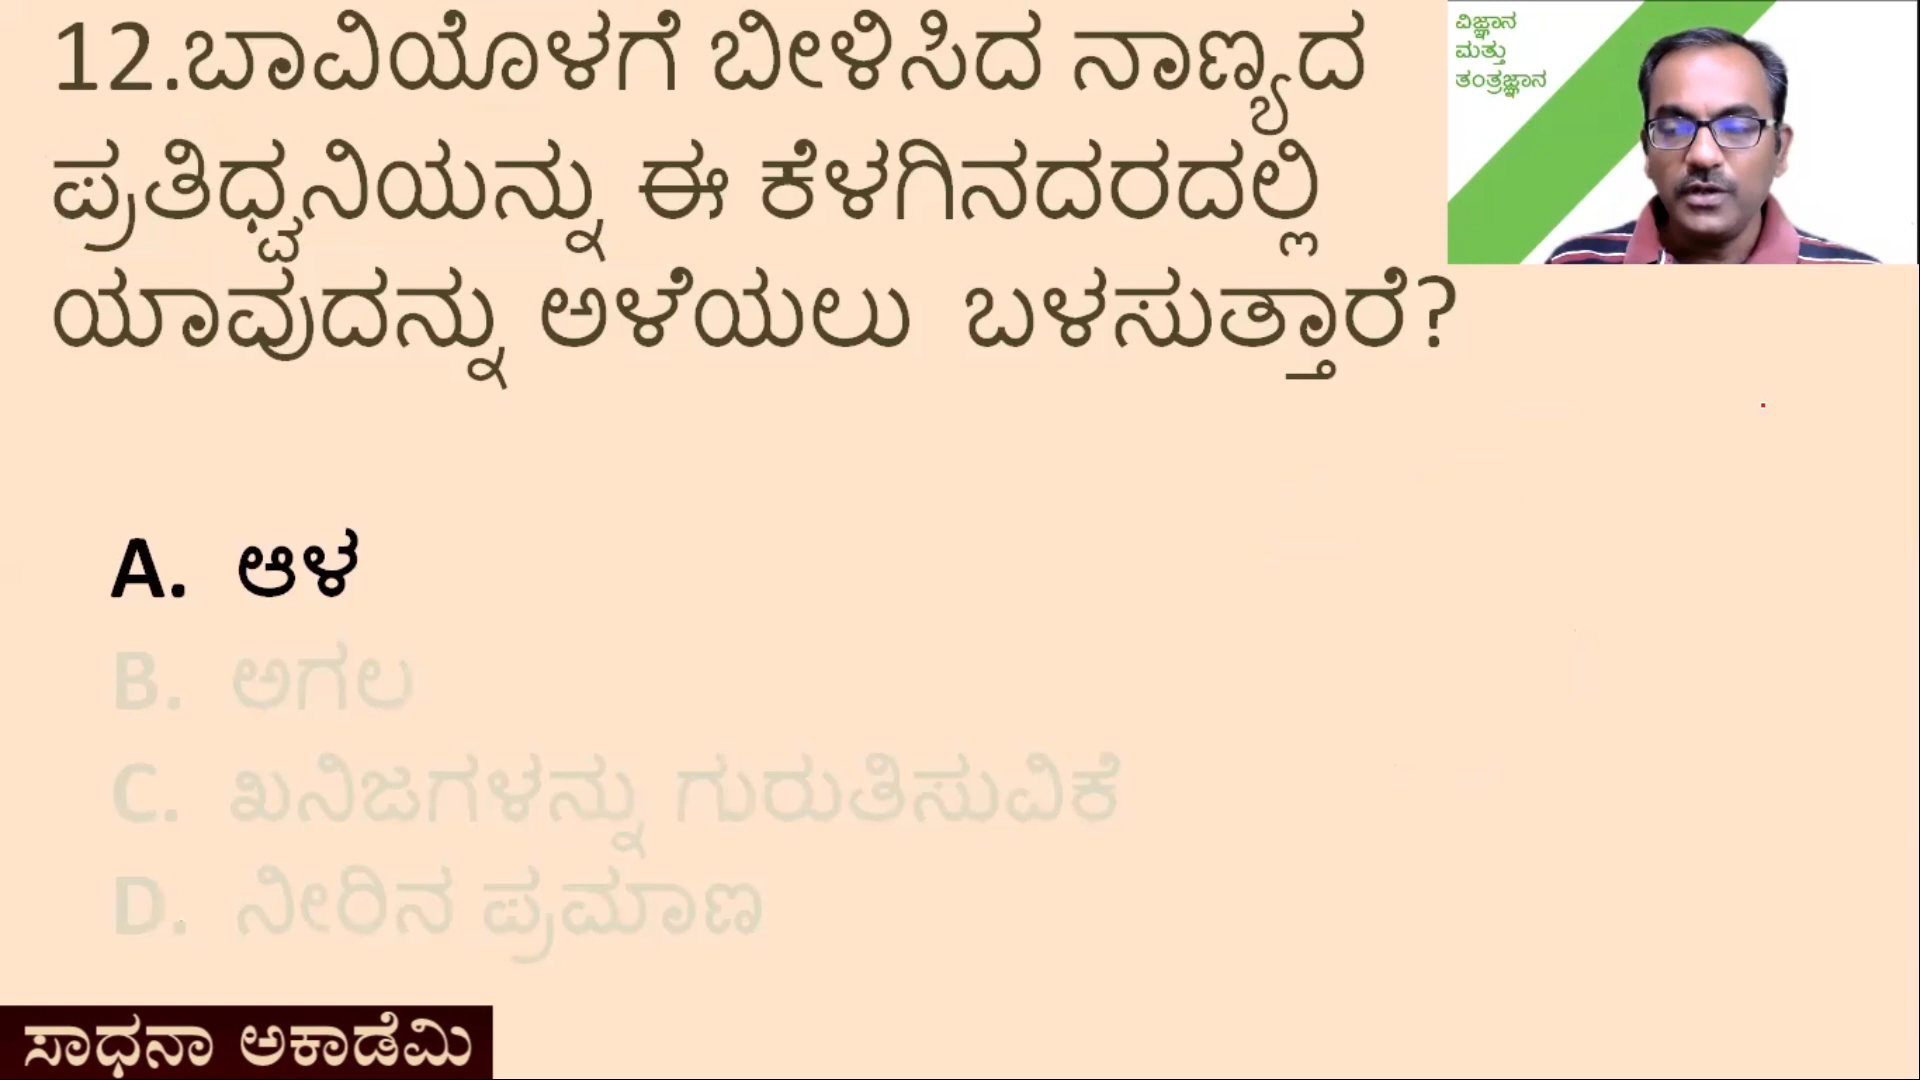 12.ಬಾವಿಯೊಳಗೆ ಬೀಳಿಸಿದ ನಾಣ್ಯದ
ಪ್ರತಿಧ್ವನಿಯನ್ನು ಈ ಕೆಳಗಿನದರದಲ್ಲಿ
ಯಾವುದನ್ನು ಅಳೆಯಲು ಬಳಸುತ್ತಾರೆ?
ವಿಜ್ಞಾನ
ಮತ್ತು
ತಂತ್ರಜ್ಞಾನ
A. ಆಳ
B. ಅಗಲ
C. ಖನಿಜಗಳನ್ನು ಗುರುತಿಸುವಿಕೆ
D. ನೀರಿನ ಪ್ರಮಾಣ
ಸಾಧನಾ ಅಕಾಡೆಮಿ